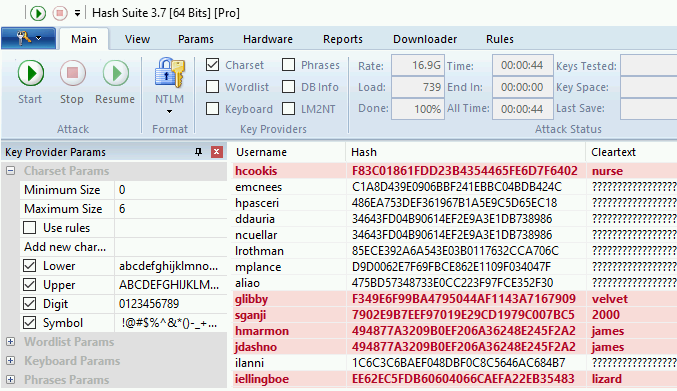 Hash Suite 3.7 [64 Bits] [Pro]
Main View Params Hardware Reports Downloader Rules
Start Stop Resume
Attack
NTLM
Format
Charset Phrases
Wordlist DB Info
Keyboard LM2NT
Key Providers
Rate: 16.9G Time: 00:00:44 Keys Tested:
Load: 739 End In: 00:00:00 Key Space:
Done: 100% All Time: 00:00:44 Last Save:
Attack Status
Key Provider Params
Charset Params
Minimum Size 0
Maximum Size 6
Use rules
Add new char...
Lower abcdefghijklmno...
Upper ABCDEFGHIJKLM...
Digit 0123456789
Symbol !@#$%^&*()-_+...
Wordlist Params
Keyboard Params
Phrases Params
Username Hash Cleartext
hcookis F83C01861FDD23B4354465FE6D7F6402 nurse
emcnees C1A8D439E0906BBF241EBBC04BDB424C ?????????????????
hpasceri 486EA753DEF361967B1A5E9C5D65EC18 ?????????????????
ddauria 34643FD04B90614EF2E9A3E1DB738986 ?????????????????
ncuellar 34643FD04B90614EF2E9A3E1DB738986 ?????????????????
lrothman 85ECE392A6A543E03B0117632CCA706C ?????????????????
mplance D9D0062E7F69FBCE862E1109F034047F ?????????????????
aliao 475BD57348733E0CC223F97FCE352F30 ?????????????????
glibby F349E6F99BA4795044AF1143A7167909 velvet
sganji 7902E9B7EEF97019E29CD1979C007BC5 2000
hmarmon 494877A3209B0EF206A36248E245F2A2 james
jdashno 494877A3209B0EF206A36248E245F2A2 james
ilanni 1C6C3C6BAEF048DBF0C8C5646AC684B7 ?????????????????
iellingboe EE62EC5FDB60604066CAEFA22EB35483 lizard